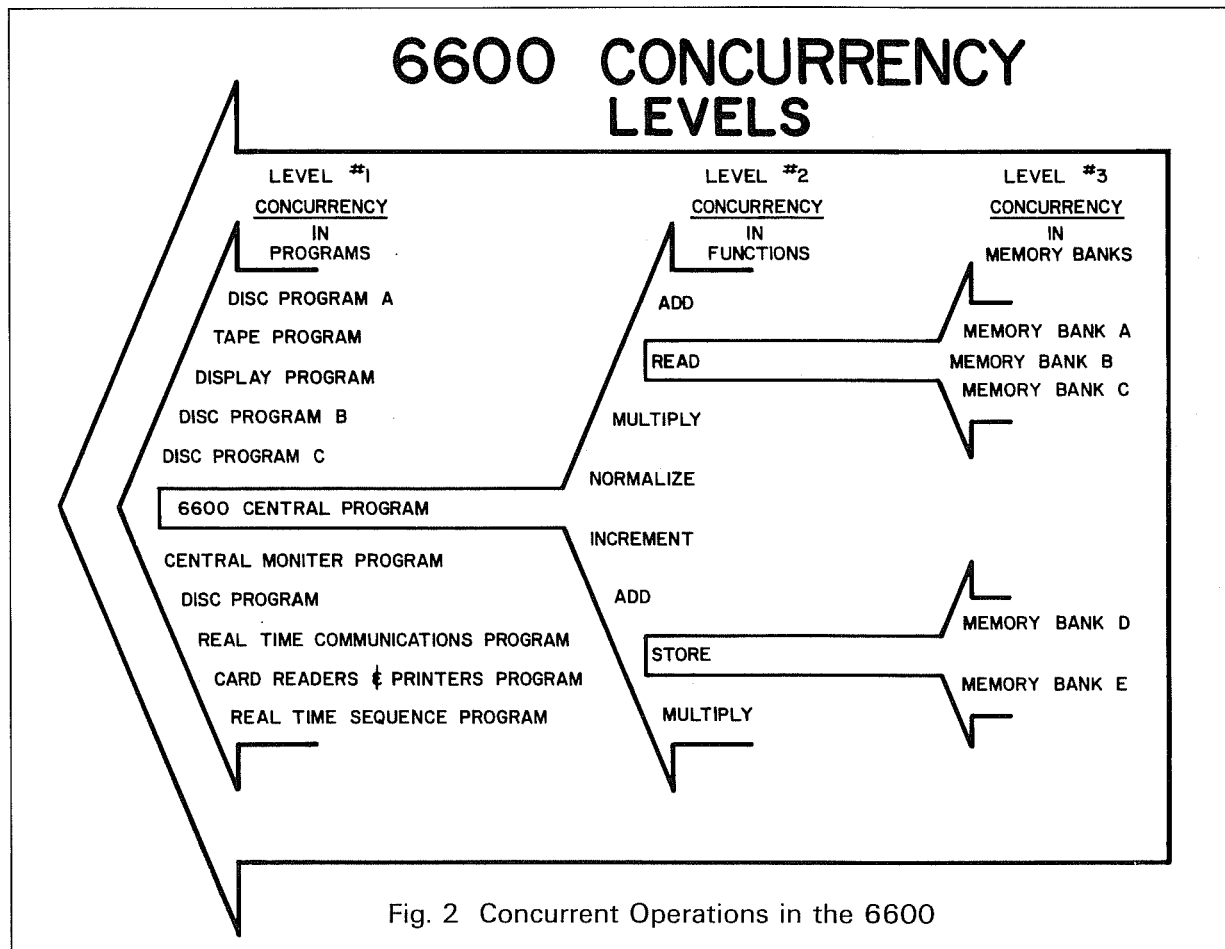 6600 CONCURRENCY
LEVELS
LEVEL #1
CONCURRENCY
IN
PROGRAMS
DISC PROGRAM A
TAPE PROGRAM
DISPLAY PROGRAM
DISC PROGRAM B
DISC PROGRAM C
6600 CENTRAL PROGRAM
CENTRAL MONITER PROGRAM
DISC PROGRAM
REAL TIME COMMUNICATIONS PROGRAM
CARD READERS & PRINTERS PROGRAM
REAL TIME SEQUENCE PROGRAM
LEVEL #2
CONCURRENCY
IN
FUNCTIONS
ADD
READ
MULTIPLY
NORMALIZE
INCREMENT
ADD
STORE
MULTIPLY
LEVEL #3
CONCURRENCY
IN
MEMORY BANKS
MEMORY BANK A
MEMORY BANK B
MEMORY BANK C
MEMORY BANK D
MEMORY BANK E
Fig. 2 Concurrent Operations in the 6600